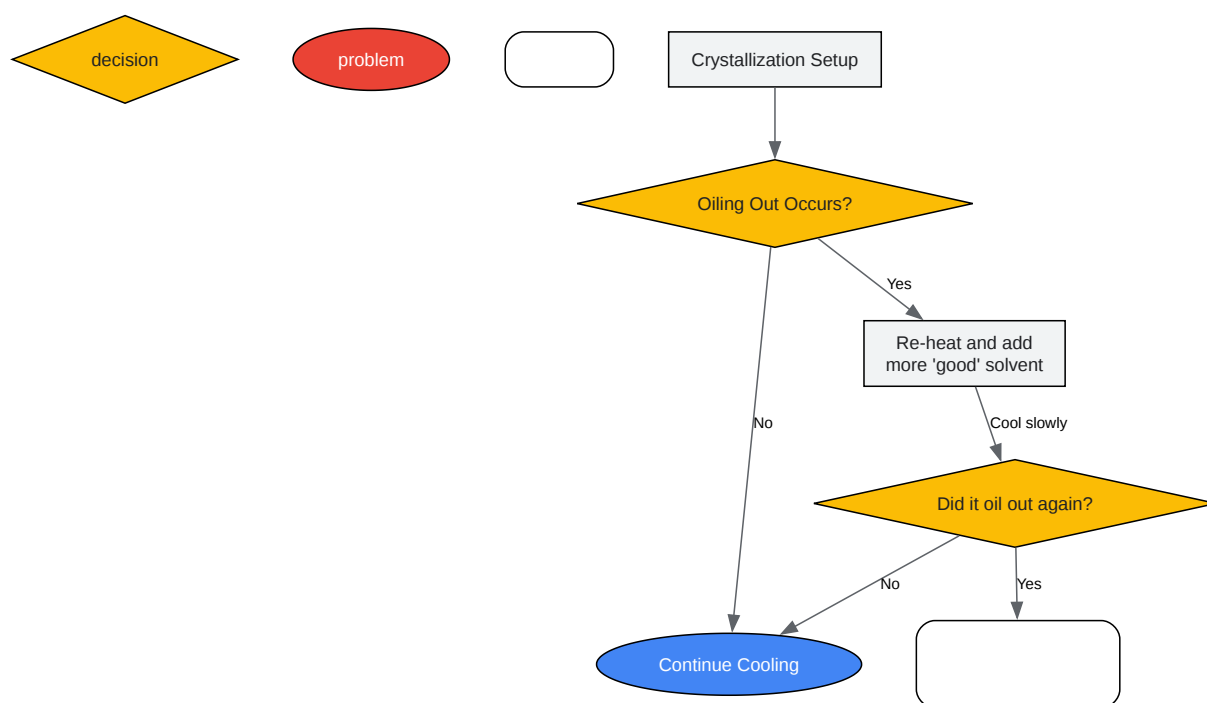 decision
problem
Crystallization Setup
Oiling Out Occurs?
Yes
Re-heat and add
more 'good' solvent
No
Cool slowly
Did it oil out again?
No
Yes
Continue Cooling